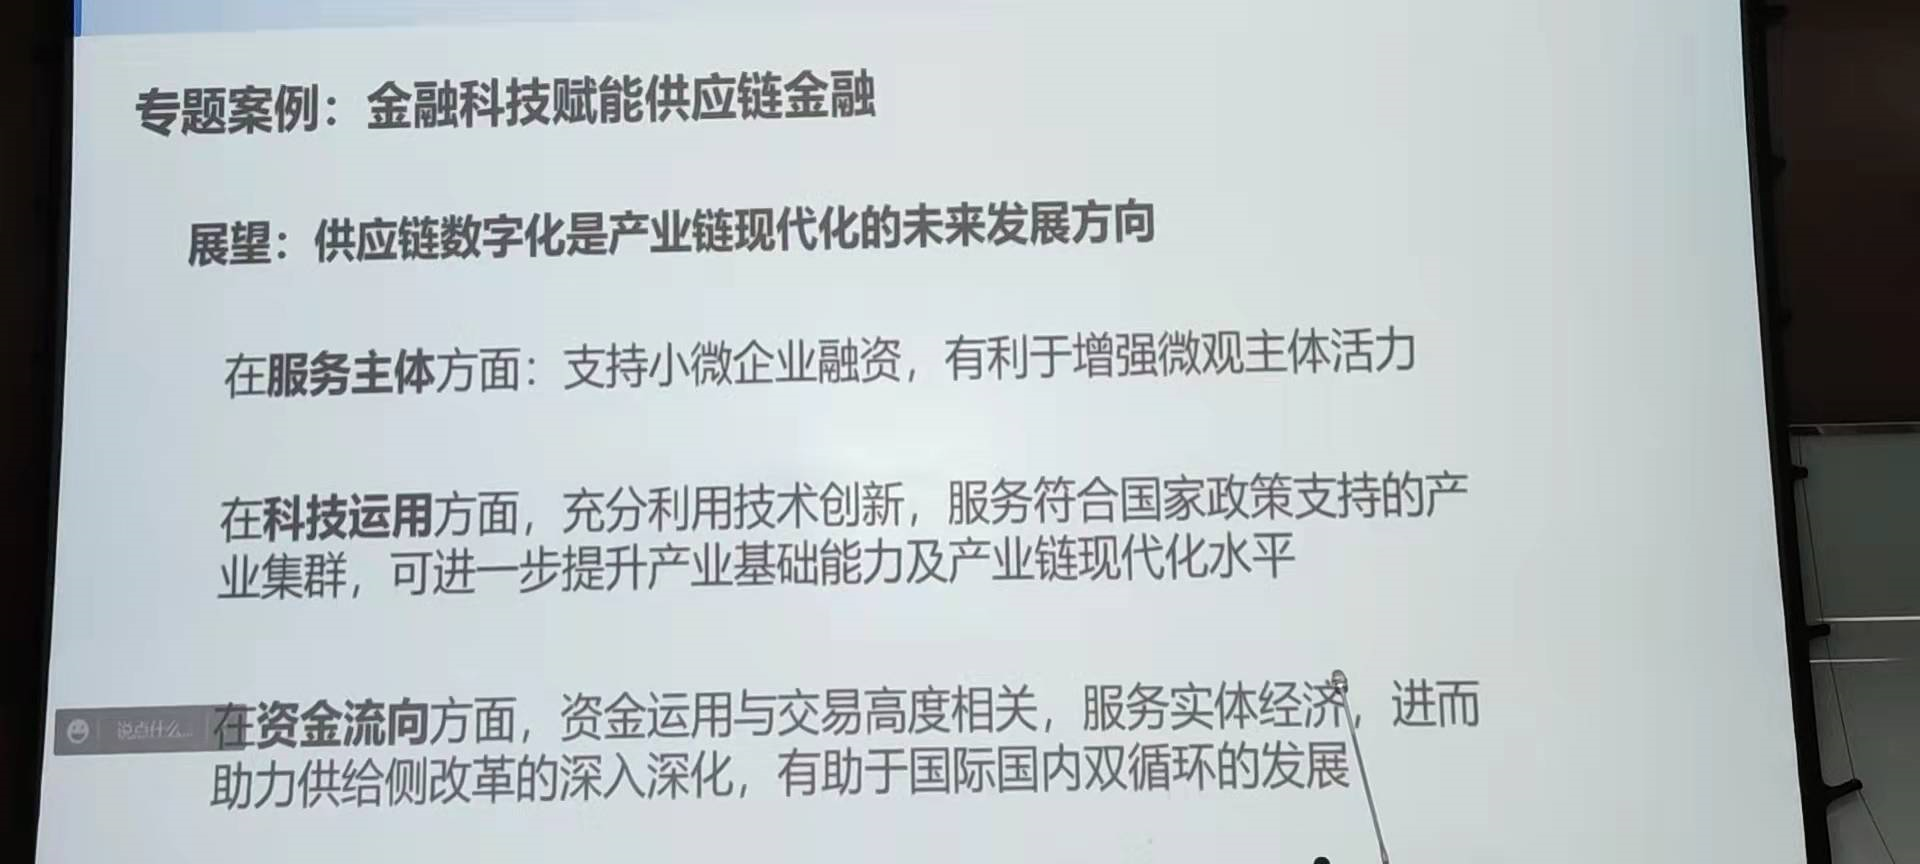 专题案例：金融科技赋能供应链金融
展望：供应链数字化是产业链现代化的未来发展方向
在服务主体方面：支持小微企业融资，有利于增强微观主体活力
在科技运用方面，充分利用技术创新，服务符合国家政策支持的产
业集群，可进一步提升产业基础能力及产业链现代化水平
说点什么...
在资金流向方面，资金运用与交易高度相关，服务实体经济，进而
助力供给侧改革的深入深化，有助于国际国内双循环的发展